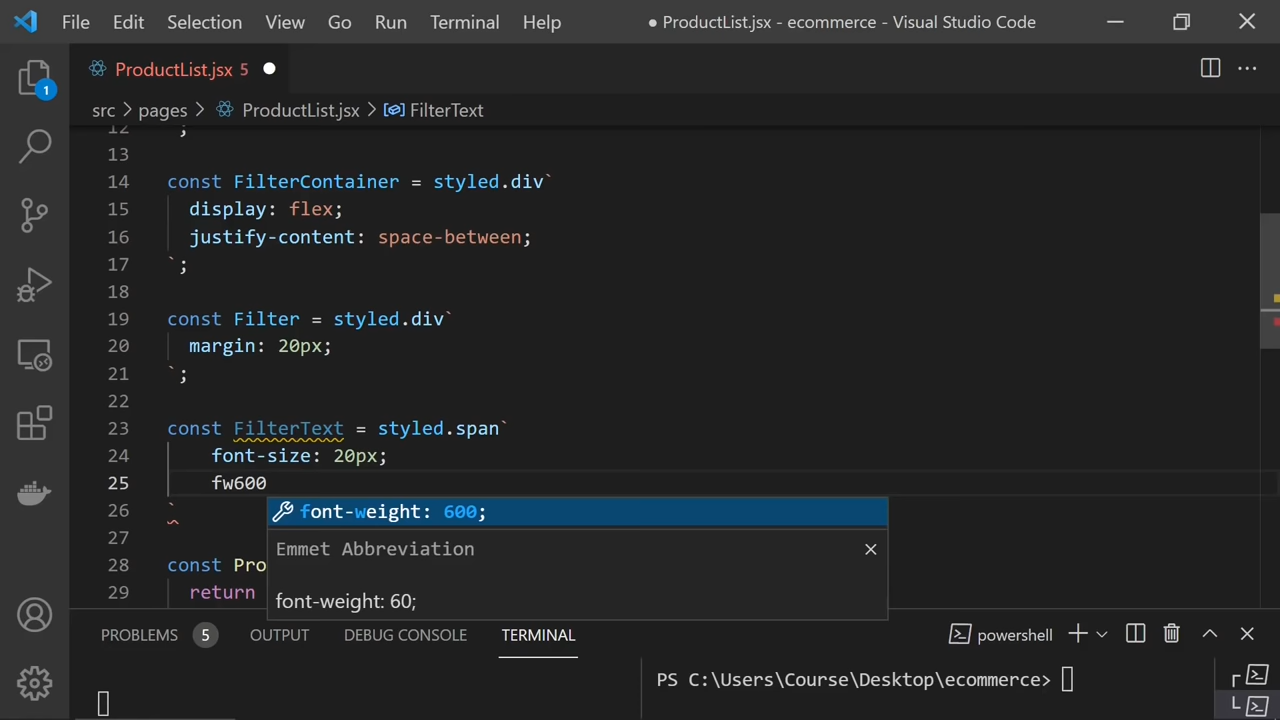 File Edit Selection View Go Run Terminal Help ● ProductList.jsx - ecommerce - Visual Studio Code
ProductList.jsx 5
1
src > pages > ProductList.jsx > FilterText
12 `;
13
14 const FilterContainer = styled.div`
15 display: flex;
16 justify-content: space-between;
17 `;
18
19 const Filter = styled.div`
20 margin: 20px;
21 `;
22
23 const FilterText = styled.span`
24 font-size: 20px;
25 fw600
26 `
font-weight: 600;
27
Emmet Abbreviation
28 const Pro
29 return
font-weight: 60;
PROBLEMS 5 OUTPUT DEBUG CONSOLE TERMINAL powershell
PS C:\Users\Course\Desktop\ecommerce>